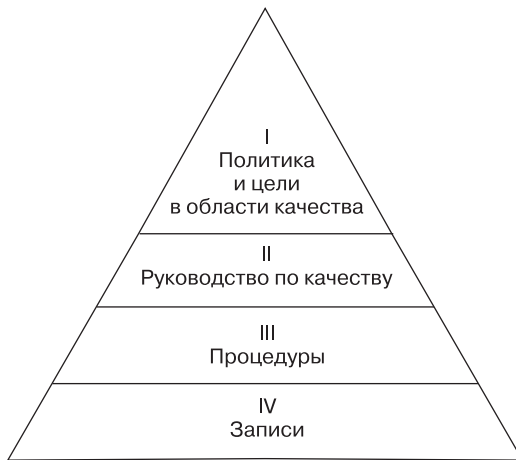 I
Политика
и цели
в области качества
II
Руководство по качеству
III
Процедуры
IV
Записи